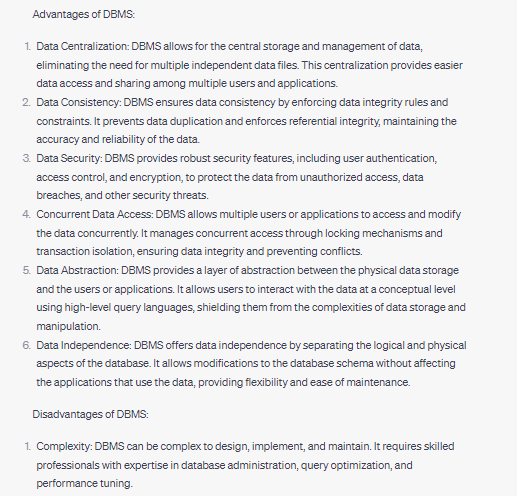 Advantages of DBMS:
1. Data Centralization: DBMS allows for the central storage and management of data,
eliminating the need for multiple independent data files. This centralization provides easier
data access and sharing among multiple users and applications.
2. Data Consistency: DBMS ensures data consistency by enforcing data integrity rules and
constraints. It prevents data duplication and enforces referential integrity, maintaining the
accuracy and reliability of the data.
3. Data Security: DBMS provides robust security features, including user authentication,
access control, and encryption, to protect the data from unauthorized access, data
breaches, and other security threats.
4. Concurrent Data Access: DBMS allows multiple users or applications to access and modify
the data concurrently. It manages concurrent access through locking mechanisms and
transaction isolation, ensuring data integrity and preventing conflicts.
5. Data Abstraction: DBMS provides a layer of abstraction between the physical data storage
and the users or applications. It allows users to interact with the data at a conceptual level
using high-level query languages, shielding them from the complexities of data storage and
manipulation.
6. Data Independence: DBMS offers data independence by separating the logical and physical
aspects of the database. It allows modifications to the database schema without affecting
the applications that use the data, providing flexibility and ease of maintenance.
Disadvantages of DBMS:
1. Complexity: DBMS can be complex to design, implement, and maintain. It requires skilled
professionals with expertise in database administration, query optimization, and
performance tuning.